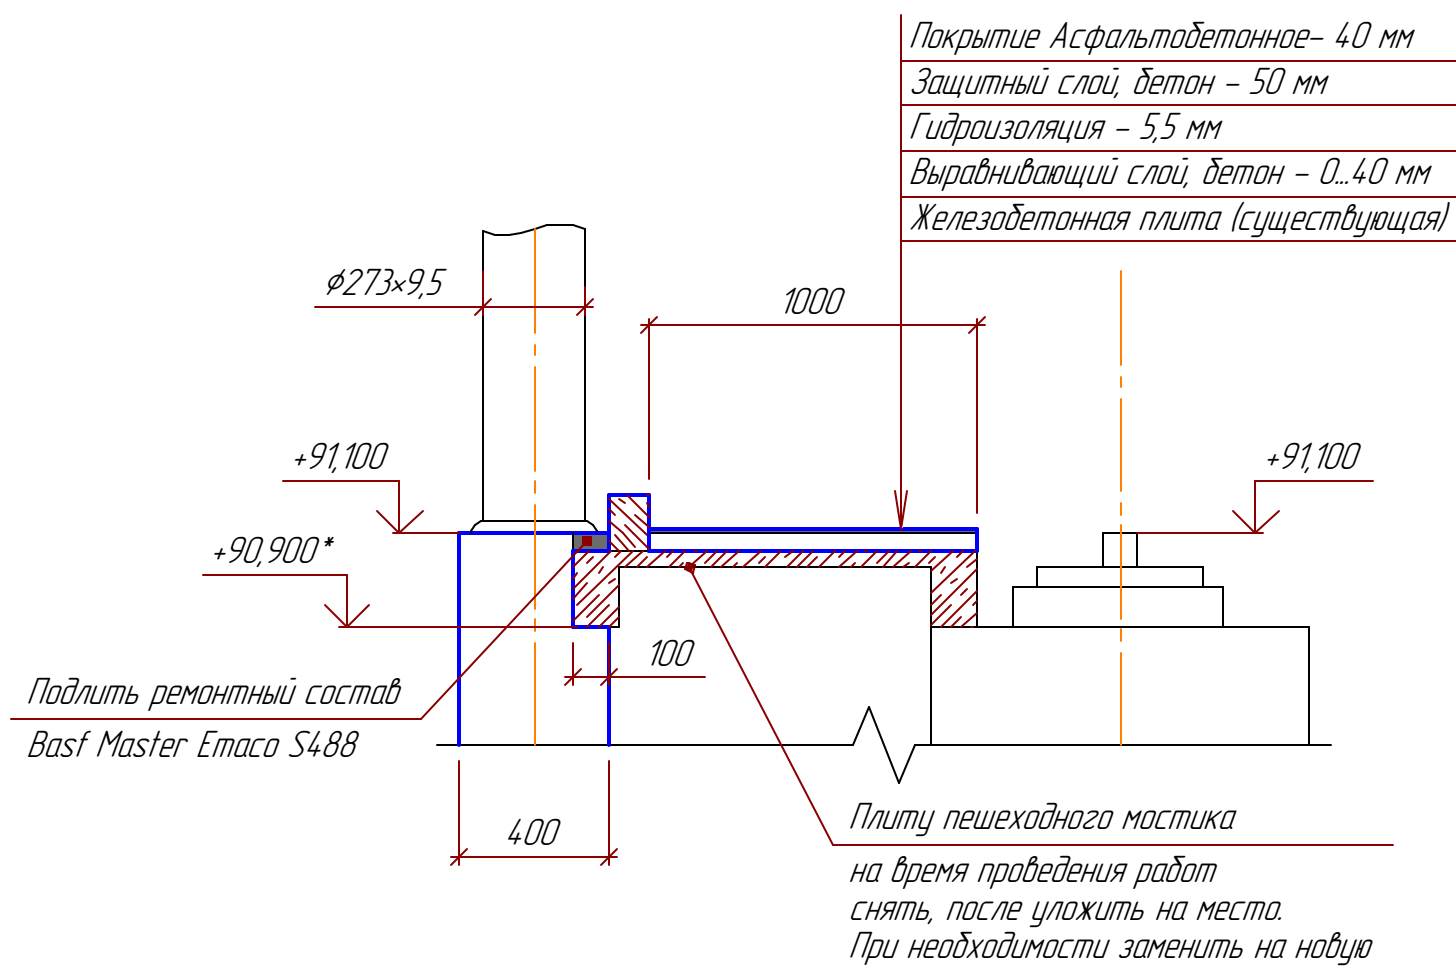 Покрытие Асфальтобетонное– 40 мм
Защитный слой, бетон – 50 мм
Гидроизоляция – 5,5 мм
Выравнивающий слой, бетон – 0...40 мм
Железобетонная плита (существующая)
ϕ273×9,5
1000
+91,100
+91,100
+90,900*
100
Подлить ремонтный состав
Basf Master Emaco S488
400
Плиту пешеходного мостика
на время проведения работ
снять, после уложить на место.
При необходимости заменить на новую